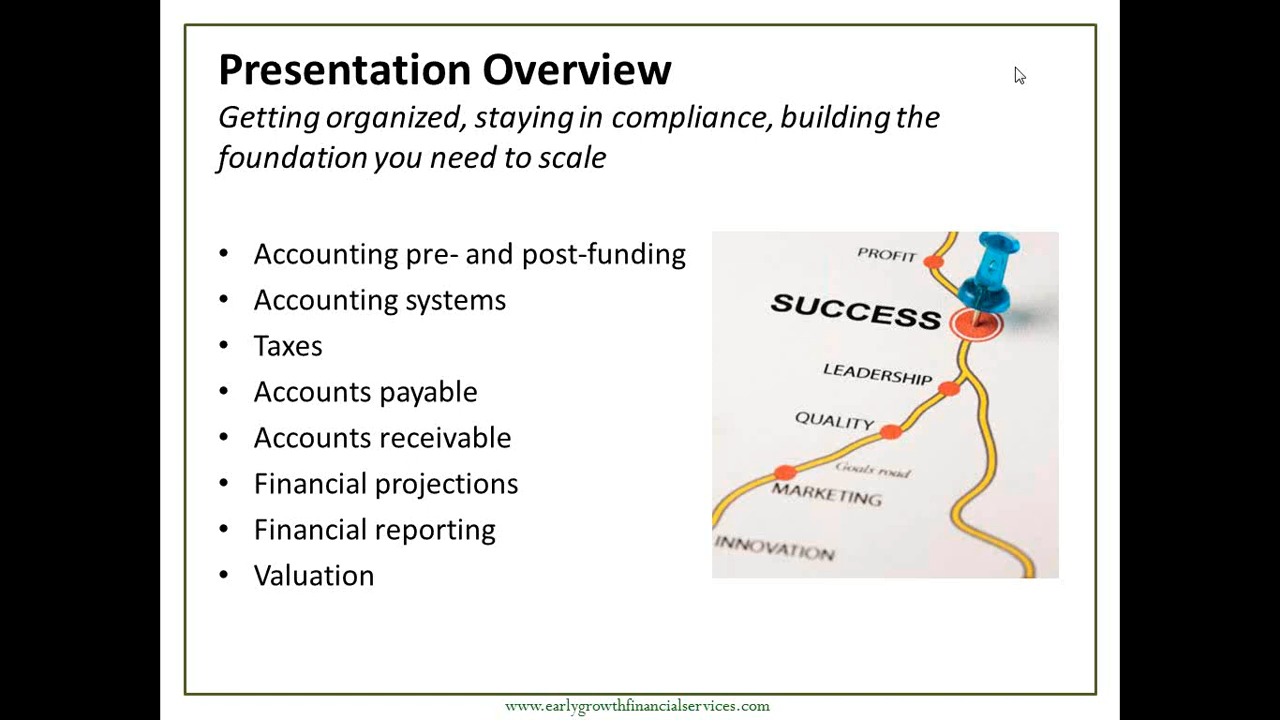 Presentation Overview
Getting organized, staying in compliance, building the
foundation you need to scale
• Accounting pre- and post-funding
• Accounting systems
• Taxes
• Accounts payable
• Accounts receivable
• Financial projections
• Financial reporting
• Valuation
PROFIT
SUCCESS
LEADERSHIP
QUALITY
Goals road
MARKETING
INNOVATION
www.earlygrowthfinancialservices.com